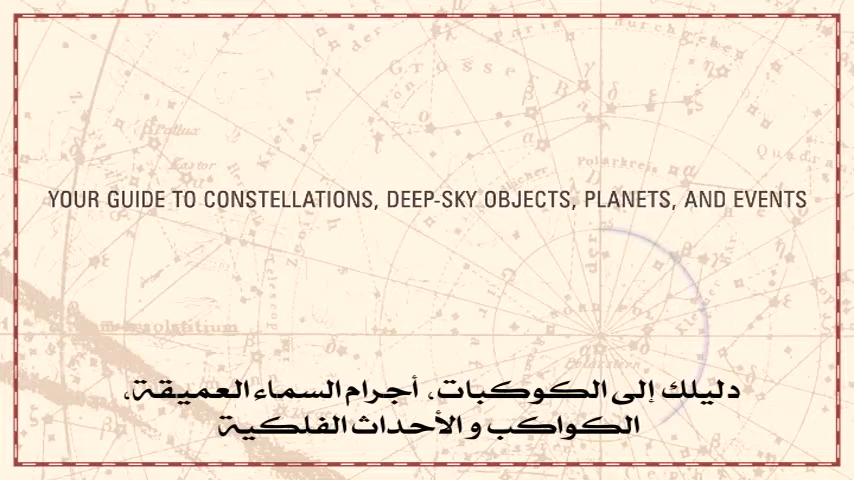 YOUR GUIDE TO CONSTELLATIONS, DEEP-SKY OBJECTS, PLANETS, AND EVENTS
دليلك إلى الكوكبات، أجرام السماء العميقة،
الكواكب و الأحداث الفلكية